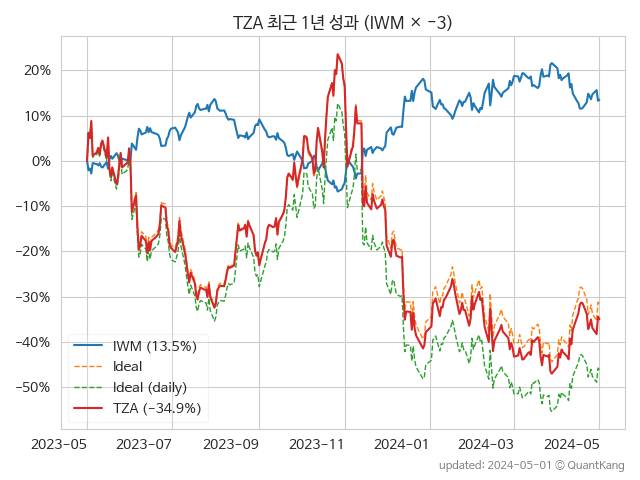 TZA 최근 1년 성과 (IWM × −3)
20%
10%
0%
−10%
−20%
−30%
−40%
−50%
IWM (13.5%)
Ideal
Ideal (daily)
TZA (−34.9%)
2023-05 2023-07 2023-09 2023-11 2024-01 2024-03 2024-05
updated: 2024-05-01 © QuantKang